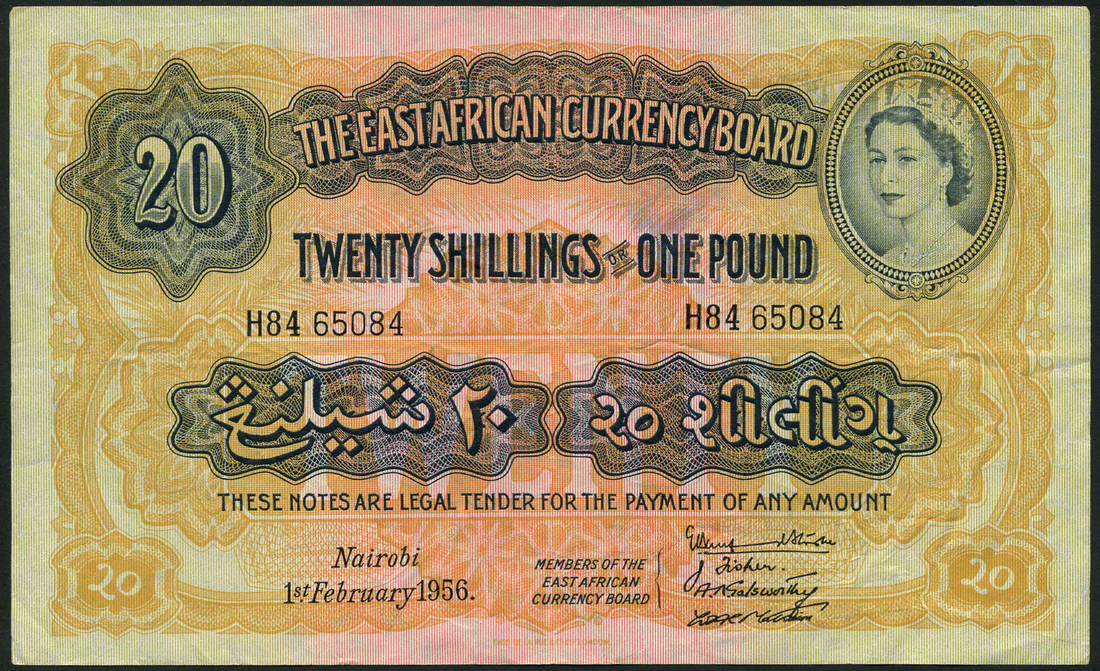 THE EAST AFRICAN CURRENCY BOARD
20
TWENTY SHILLINGS OR ONE POUND
H84 65084
H84 65084
٢٠ شيلنغ
૨૦ શીલીંગ
THESE NOTES ARE LEGAL TENDER FOR THE PAYMENT OF ANY AMOUNT
Nairobi
1st. February 1956.
MEMBERS OF THE
EAST AFRICAN
CURRENCY BOARD
J Fisher.
A N Galsworthy
20
20